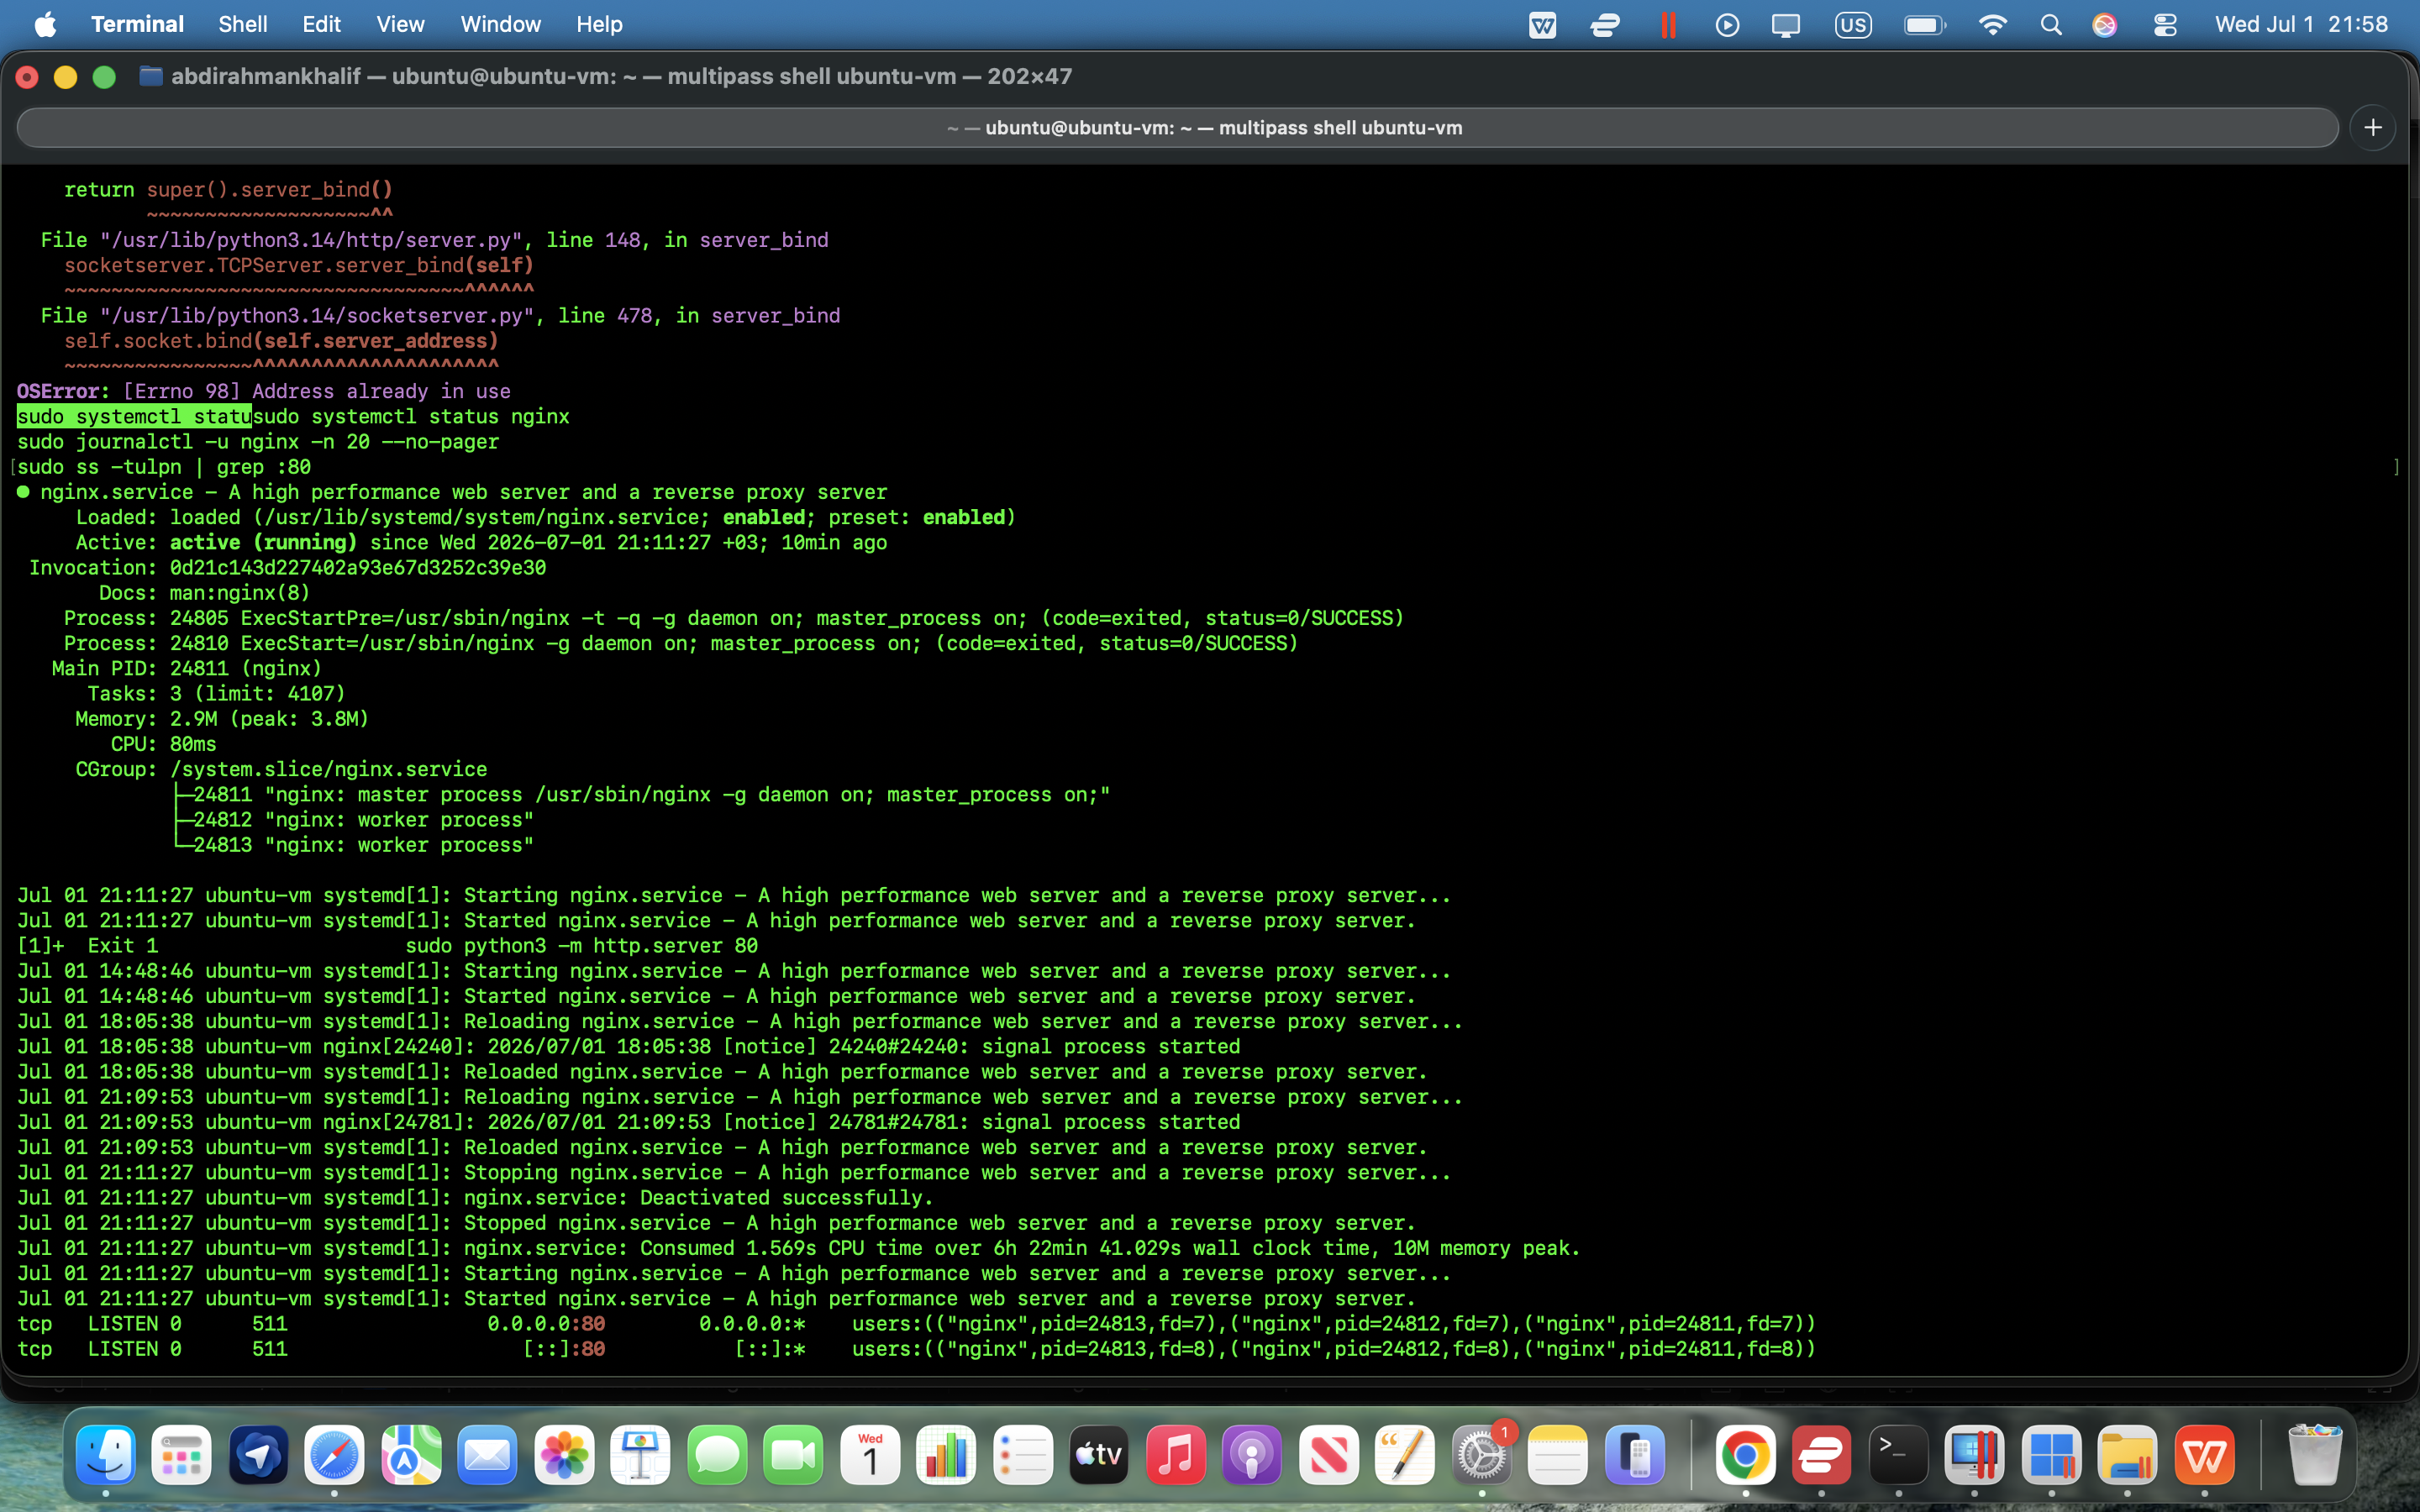 Terminal Shell Edit View Window Help US Wed Jul 1 21:58
abdirahmankhalif — ubuntu@ubuntu-vm: ~ — multipass shell ubuntu-vm — 202×47
~ — ubuntu@ubuntu-vm: ~ — multipass shell ubuntu-vm
    return super().server_bind()
           ~~~~~~~~~~~~~~~~~~~^^
  File "/usr/lib/python3.14/http/server.py", line 148, in server_bind
    socketserver.TCPServer.server_bind(self)
    ~~~~~~~~~~~~~~~~~~~~~~~~~~~~~~~~~~^^^^^^
  File "/usr/lib/python3.14/socketserver.py", line 478, in server_bind
    self.socket.bind(self.server_address)
    ~~~~~~~~~~~~~~~~^^^^^^^^^^^^^^^^^^^^^
OSError: [Errno 98] Address already in use
sudo systemctl statusudo systemctl status nginx
sudo journalctl -u nginx -n 20 --no-pager
[sudo ss -tulpn | grep :80 ]
● nginx.service - A high performance web server and a reverse proxy server
     Loaded: loaded (/usr/lib/systemd/system/nginx.service; enabled; preset: enabled)
     Active: active (running) since Wed 2026-07-01 21:11:27 +03; 10min ago
 Invocation: 0d21c143d227402a93e67d3252c39e30
       Docs: man:nginx(8)
    Process: 24805 ExecStartPre=/usr/sbin/nginx -t -q -g daemon on; master_process on; (code=exited, status=0/SUCCESS)
    Process: 24810 ExecStart=/usr/sbin/nginx -g daemon on; master_process on; (code=exited, status=0/SUCCESS)
   Main PID: 24811 (nginx)
      Tasks: 3 (limit: 4107)
     Memory: 2.9M (peak: 3.8M)
        CPU: 80ms
     CGroup: /system.slice/nginx.service
             ├─24811 "nginx: master process /usr/sbin/nginx -g daemon on; master_process on;"
             ├─24812 "nginx: worker process"
             └─24813 "nginx: worker process"
Jul 01 21:11:27 ubuntu-vm systemd[1]: Starting nginx.service - A high performance web server and a reverse proxy server...
Jul 01 21:11:27 ubuntu-vm systemd[1]: Started nginx.service - A high performance web server and a reverse proxy server.
[1]+  Exit 1                     sudo python3 -m http.server 80
Jul 01 14:48:46 ubuntu-vm systemd[1]: Starting nginx.service - A high performance web server and a reverse proxy server...
Jul 01 14:48:46 ubuntu-vm systemd[1]: Started nginx.service - A high performance web server and a reverse proxy server.
Jul 01 18:05:38 ubuntu-vm systemd[1]: Reloading nginx.service - A high performance web server and a reverse proxy server...
Jul 01 18:05:38 ubuntu-vm nginx[24240]: 2026/07/01 18:05:38 [notice] 24240#24240: signal process started
Jul 01 18:05:38 ubuntu-vm systemd[1]: Reloaded nginx.service - A high performance web server and a reverse proxy server.
Jul 01 21:09:53 ubuntu-vm systemd[1]: Reloading nginx.service - A high performance web server and a reverse proxy server...
Jul 01 21:09:53 ubuntu-vm nginx[24781]: 2026/07/01 21:09:53 [notice] 24781#24781: signal process started
Jul 01 21:09:53 ubuntu-vm systemd[1]: Reloaded nginx.service - A high performance web server and a reverse proxy server.
Jul 01 21:11:27 ubuntu-vm systemd[1]: Stopping nginx.service - A high performance web server and a reverse proxy server...
Jul 01 21:11:27 ubuntu-vm systemd[1]: nginx.service: Deactivated successfully.
Jul 01 21:11:27 ubuntu-vm systemd[1]: Stopped nginx.service - A high performance web server and a reverse proxy server.
Jul 01 21:11:27 ubuntu-vm systemd[1]: nginx.service: Consumed 1.569s CPU time over 6h 22min 41.029s wall clock time, 10M memory peak.
Jul 01 21:11:27 ubuntu-vm systemd[1]: Starting nginx.service - A high performance web server and a reverse proxy server...
Jul 01 21:11:27 ubuntu-vm systemd[1]: Started nginx.service - A high performance web server and a reverse proxy server.
tcp   LISTEN 0      511                 0.0.0.0:80        0.0.0.0:*    users:(("nginx",pid=24813,fd=7),("nginx",pid=24812,fd=7),("nginx",pid=24811,fd=7))
tcp   LISTEN 0      511                    [::]:80           [::]:*    users:(("nginx",pid=24813,fd=8),("nginx",pid=24812,fd=8),("nginx",pid=24811,fd=8))
Wed
1
tv
1